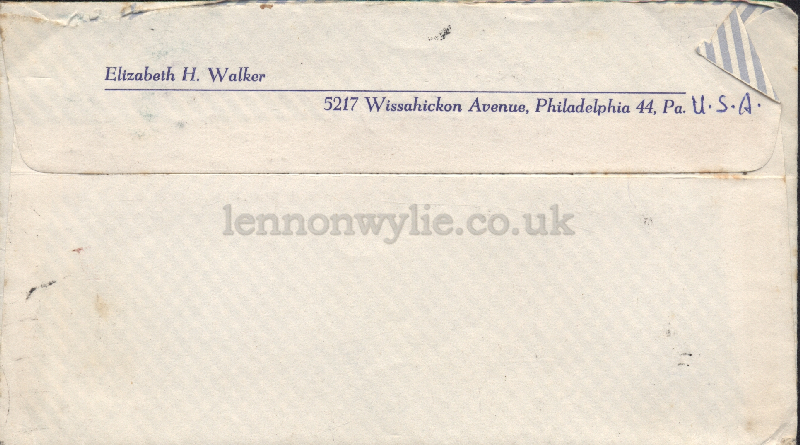 Elizabeth H. Walker
5217 Wissahickon Avenue, Philadelphia 44, Pa. U.S.A.
lennonwylie.co.uk